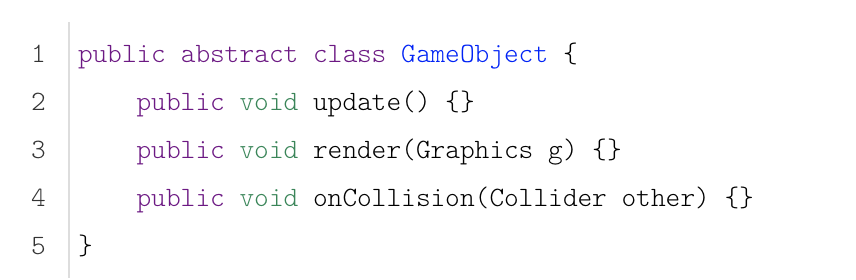 1 public abstract class GameObject {
2     public void update() {}
3     public void render(Graphics g) {}
4     public void onCollision(Collider other) {}
5 }